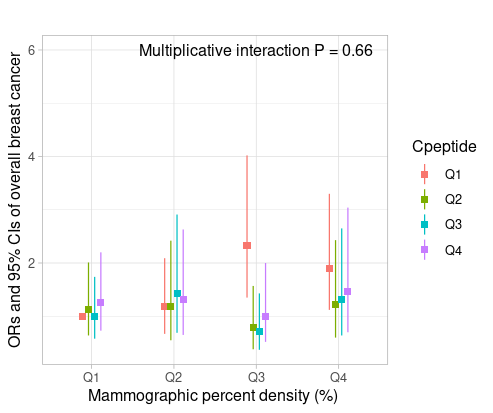 Multiplicative interaction P = 0.66
ORs and 95% CIs of overall breast cancer
6
4
2
Q1 Q2 Q3 Q4
Mammographic percent density (%)
Cpeptide
Q1
Q2
Q3
Q4